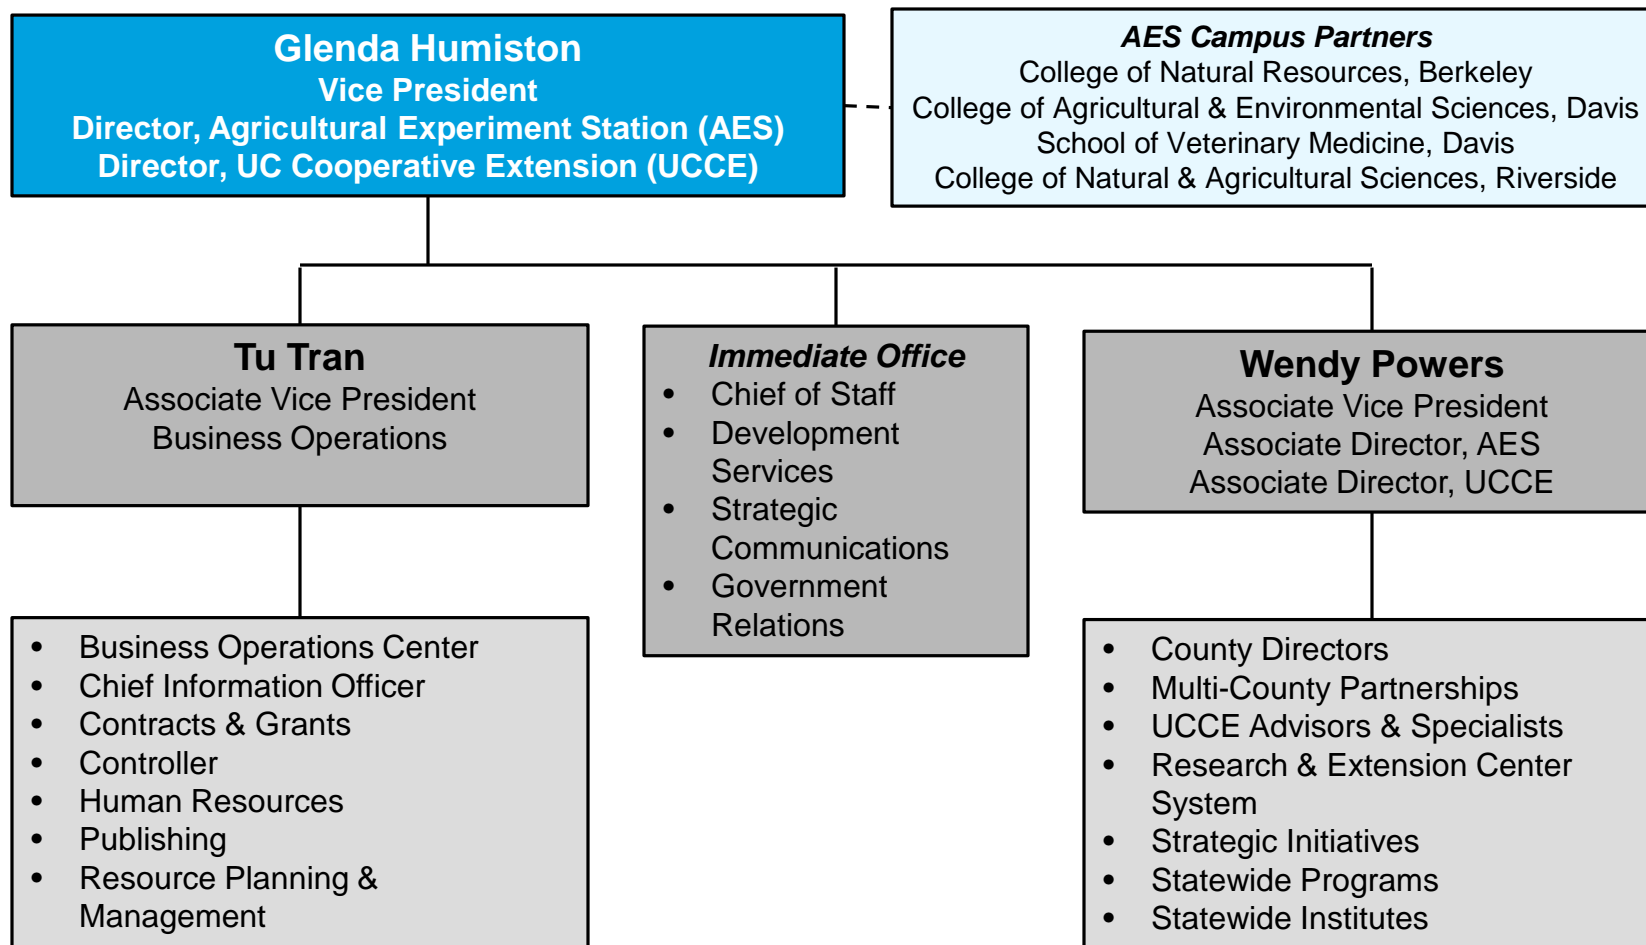 Glenda Humiston
Vice President
Director, Agricultural Experiment Station (AES)
Director, UC Cooperative Extension (UCCE)
AES Campus Partners
College of Natural Resources, Berkeley
College of Agricultural & Environmental Sciences, Davis
School of Veterinary Medicine, Davis
College of Natural & Agricultural Sciences, Riverside
Tu Tran
Associate Vice President
Business Operations
Immediate Office
• Chief of Staff
• Development
Services
• Strategic
Communications
• Government
Relations
Wendy Powers
Associate Vice President
Associate Director, AES
Associate Director, UCCE
• Business Operations Center
• Chief Information Officer
• Contracts & Grants
• Controller
• Human Resources
• Publishing
• Resource Planning &
Management
• County Directors
• Multi-County Partnerships
• UCCE Advisors & Specialists
• Research & Extension Center
System
• Strategic Initiatives
• Statewide Programs
• Statewide Institutes